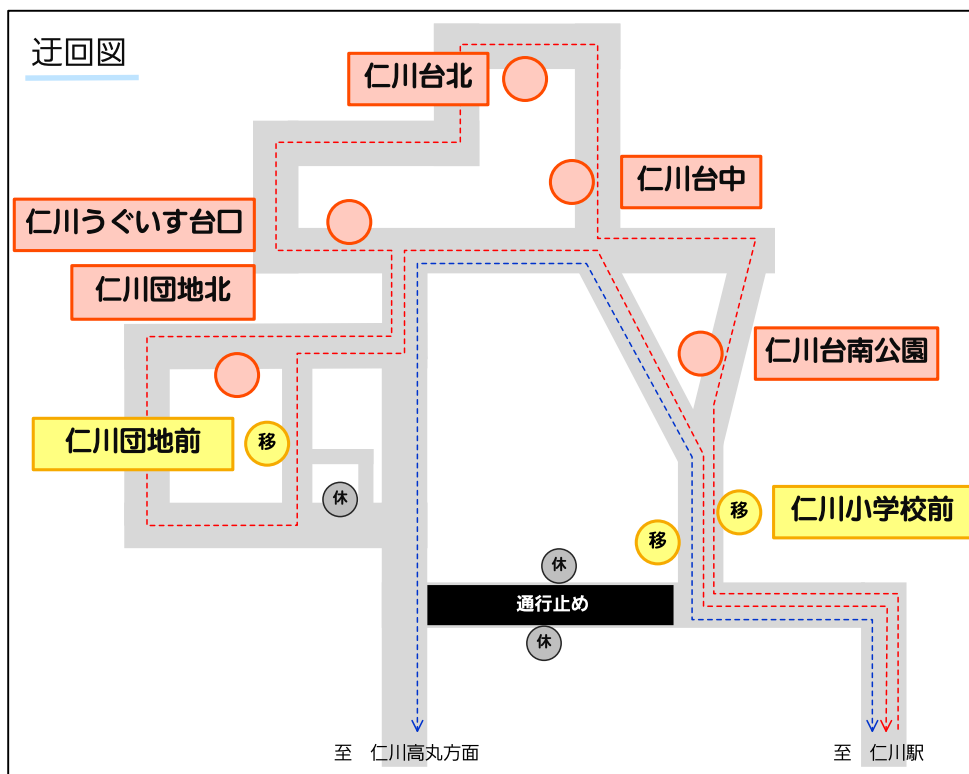 迂回図
仁川台北
仁川台中
仁川うぐいす台口
仁川団地北
仁川台南公園
仁川団地前
移
休
移
仁川小学校前
移
休
通行止め
休
至 仁川高丸方面
至 仁川駅